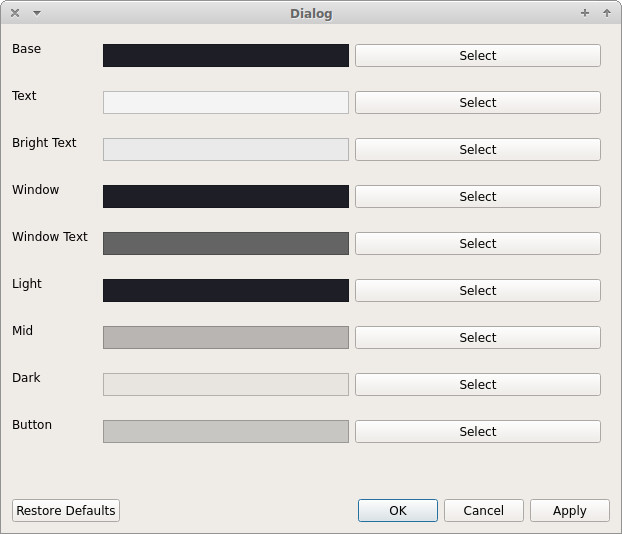 Dialog
Base Select
Text Select
Bright Text Select
Window Select
Window Text Select
Light Select
Mid Select
Dark Select
Button Select
Restore Defaults OK Cancel Apply